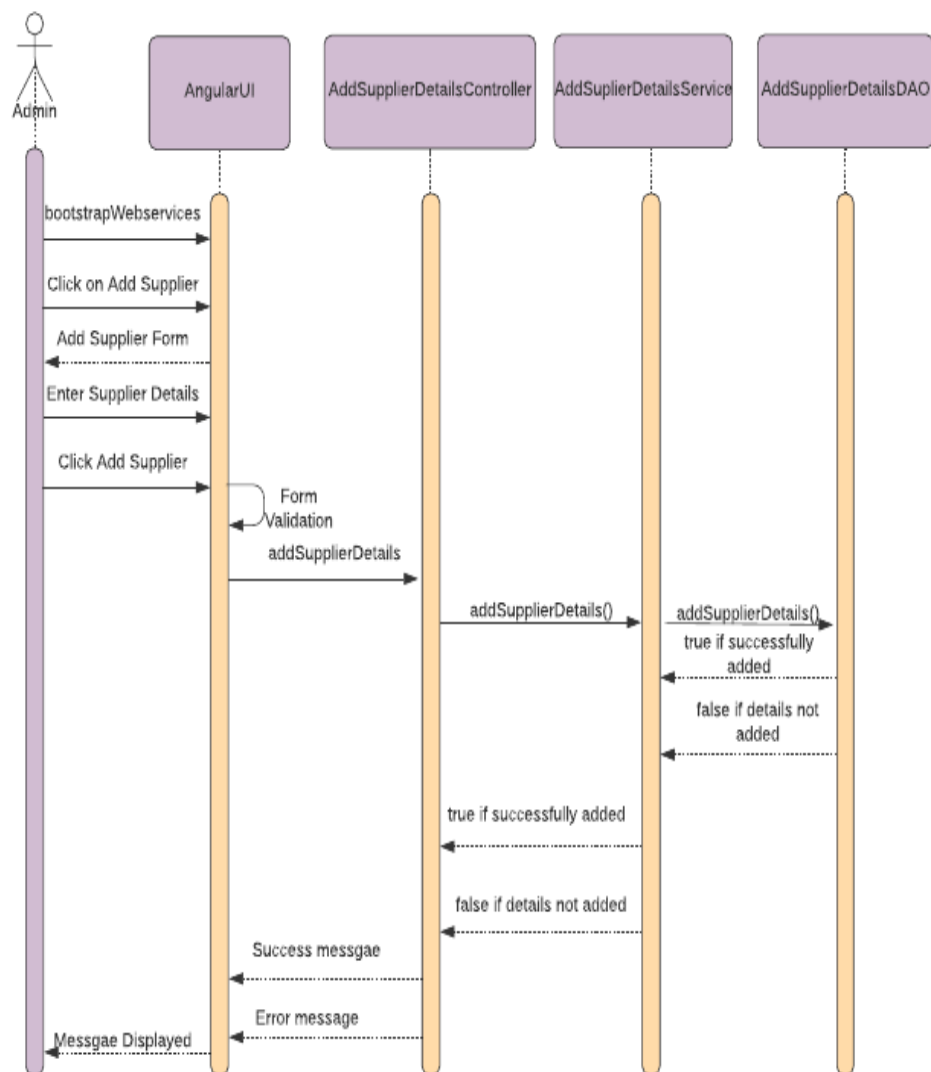 Admin
AngularUI
AddSupplierDetailsController
AddSuplierDetailsService
AddSupplierDetailsDAO
bootstrapWebservices
Click on Add Supplier
Add Supplier Form
Enter Supplier Details
Click Add Supplier
Form
Validation
addSupplierDetails
addSupplierDetails()
addSupplierDetails()
true if successfully
added
false if details not
added
true if successfully added
false if details not added
Success messgae
Error message
Messgae Displayed